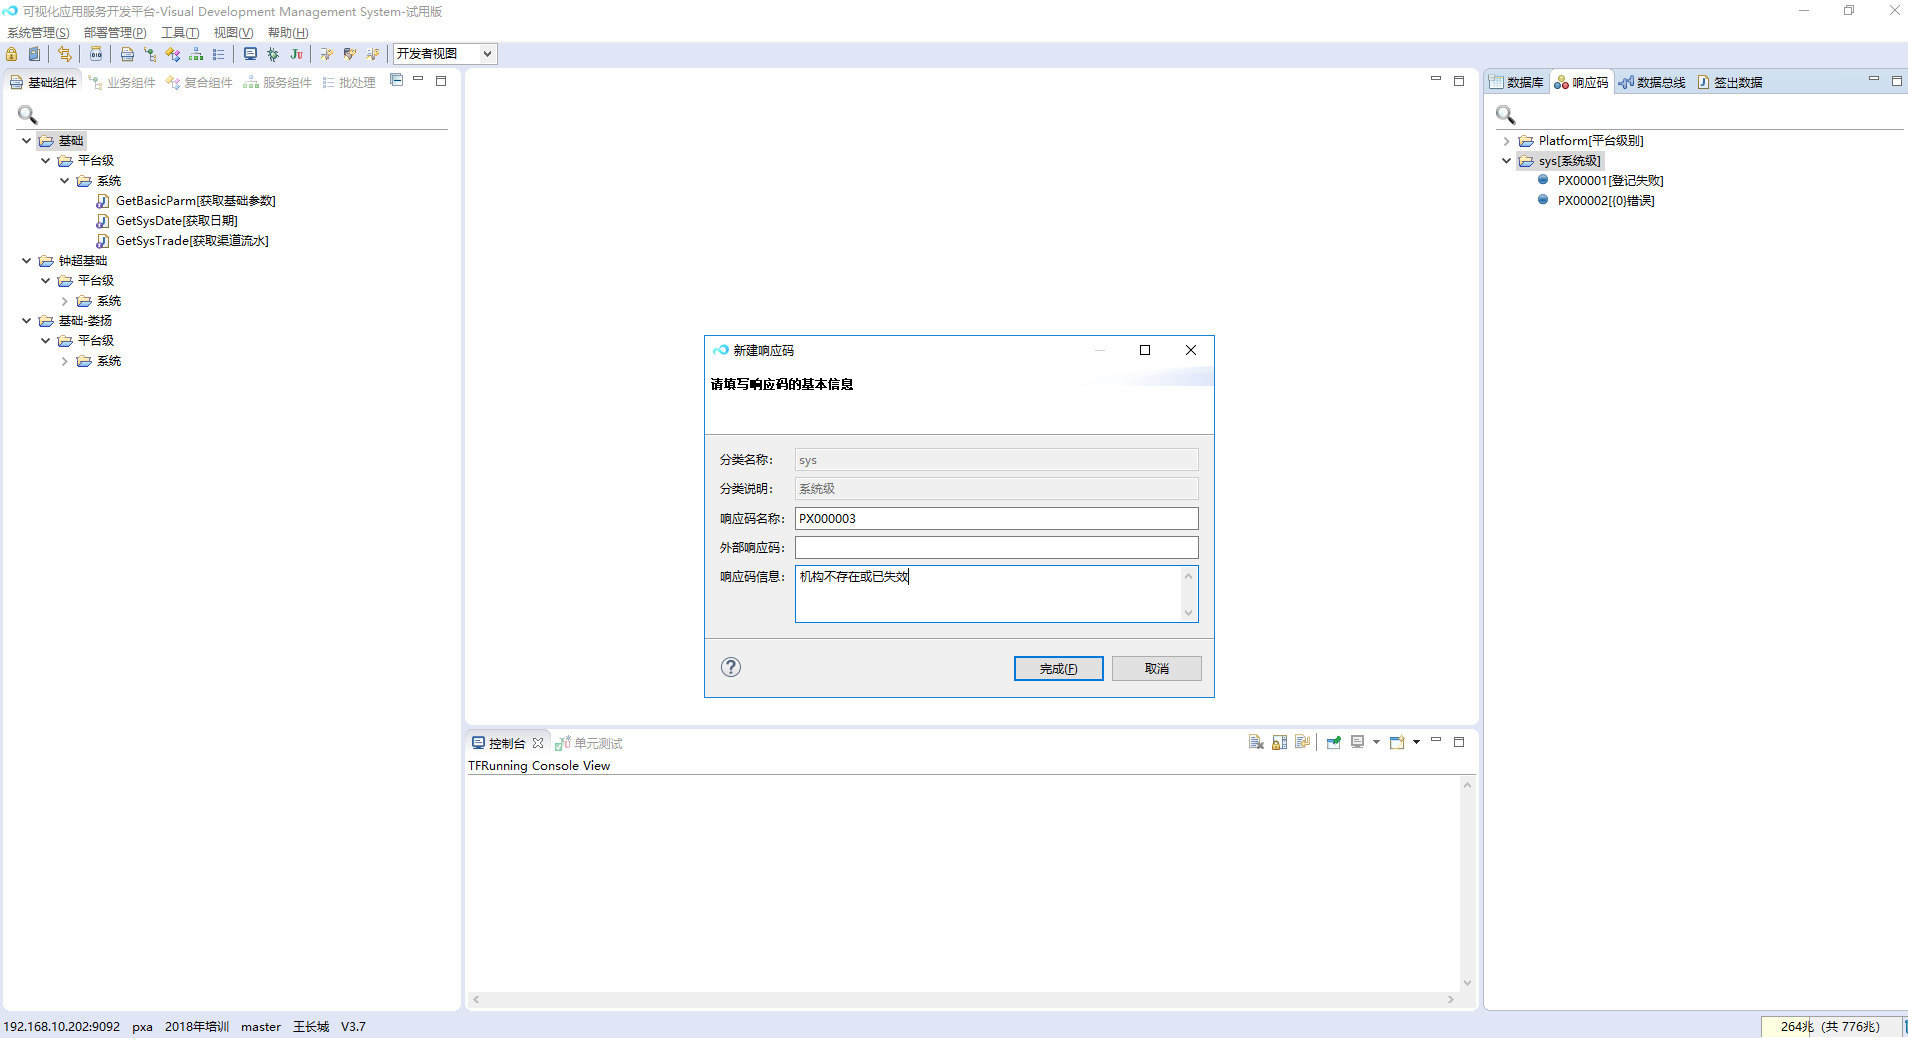 可视化应用服务开发平台-Visual Development Management System-试用版
系统管理(S) 部署管理(P) 工具(T) 视图(V) 帮助(H)
开发者视图
基础组件 业务组件 复合组件 服务组件 批处理
基础
平台级
系统
GetBasicParm[获取基础参数]
GetSysDate[获取日期]
GetSysTrade[获取渠道流水]
钟超基础
平台级
系统
基础-娄扬
平台级
系统
新建响应码
请填写响应码的基本信息
分类名称: sys
分类说明: 系统级
响应码名称: PX000003
外部响应码:
响应码信息: 机构不存在或已失效
完成(F) 取消
控制台 单元测试
TFRunning Console View
数据库 响应码 数据总线 签出数据
Platform[平台级别]
sys[系统级]
PX00001[登记失败]
PX00002[{0}错误]
192.168.10.202:9092 pxa 2018年培训 master 王长城 V3.7
264兆 (共 776兆)